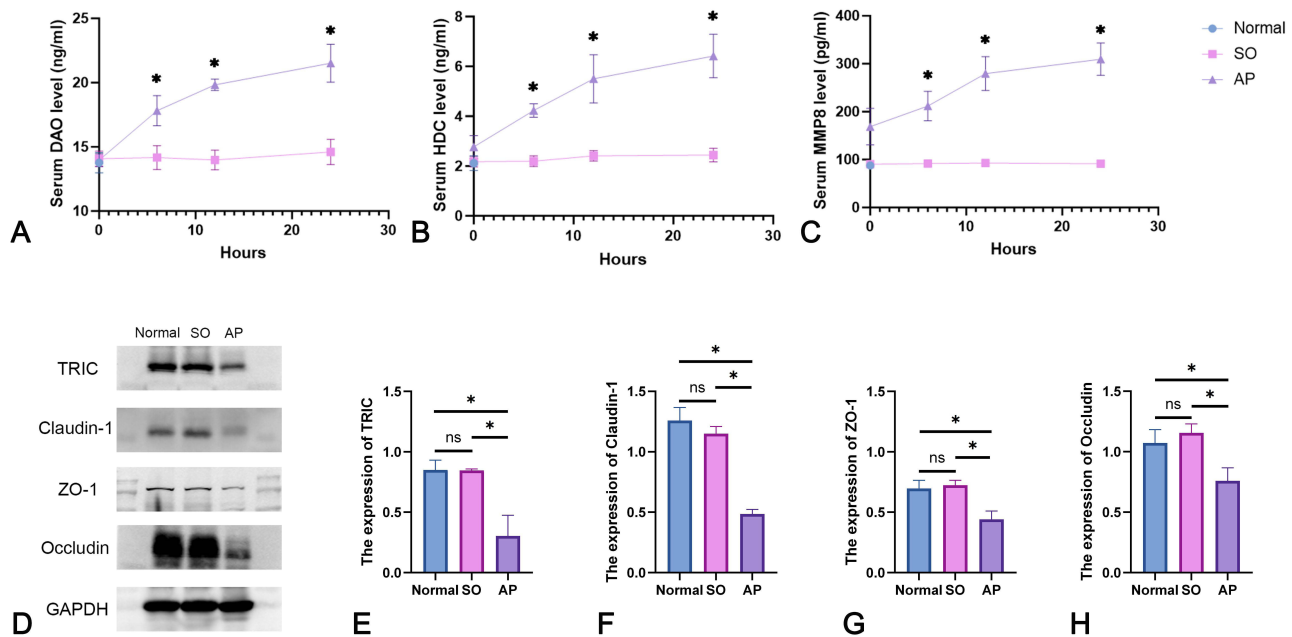 Serum DAO level (ng/ml)
25
20
15
10
* * *
0 10 20 30
Hours
A
Serum HDC level (ng/ml)
8
6
4
2
0
* * * *
0 10 20 30
Hours
B
Serum MMP8 level (pg/ml)
400
300
200
100
0
* * *
0 10 20 30
Hours
C
Normal
SO
AP
Normal SO AP
TRIC
Claudin-1
ZO-1
Occludin
GAPDH
D
The expression of TRIC
1.5
1.0
0.5
0.0
*
ns *
Normal SO AP
E
The expression of Claudin-1
1.5
1.0
0.5
0.0
*
ns *
Normal SO AP
F
The expression of ZO-1
1.5
1.0
0.5
0.0
*
ns *
Normal SO AP
G
The expression of Occludin
1.5
1.0
0.5
0.0
*
ns *
Normal SO AP
H